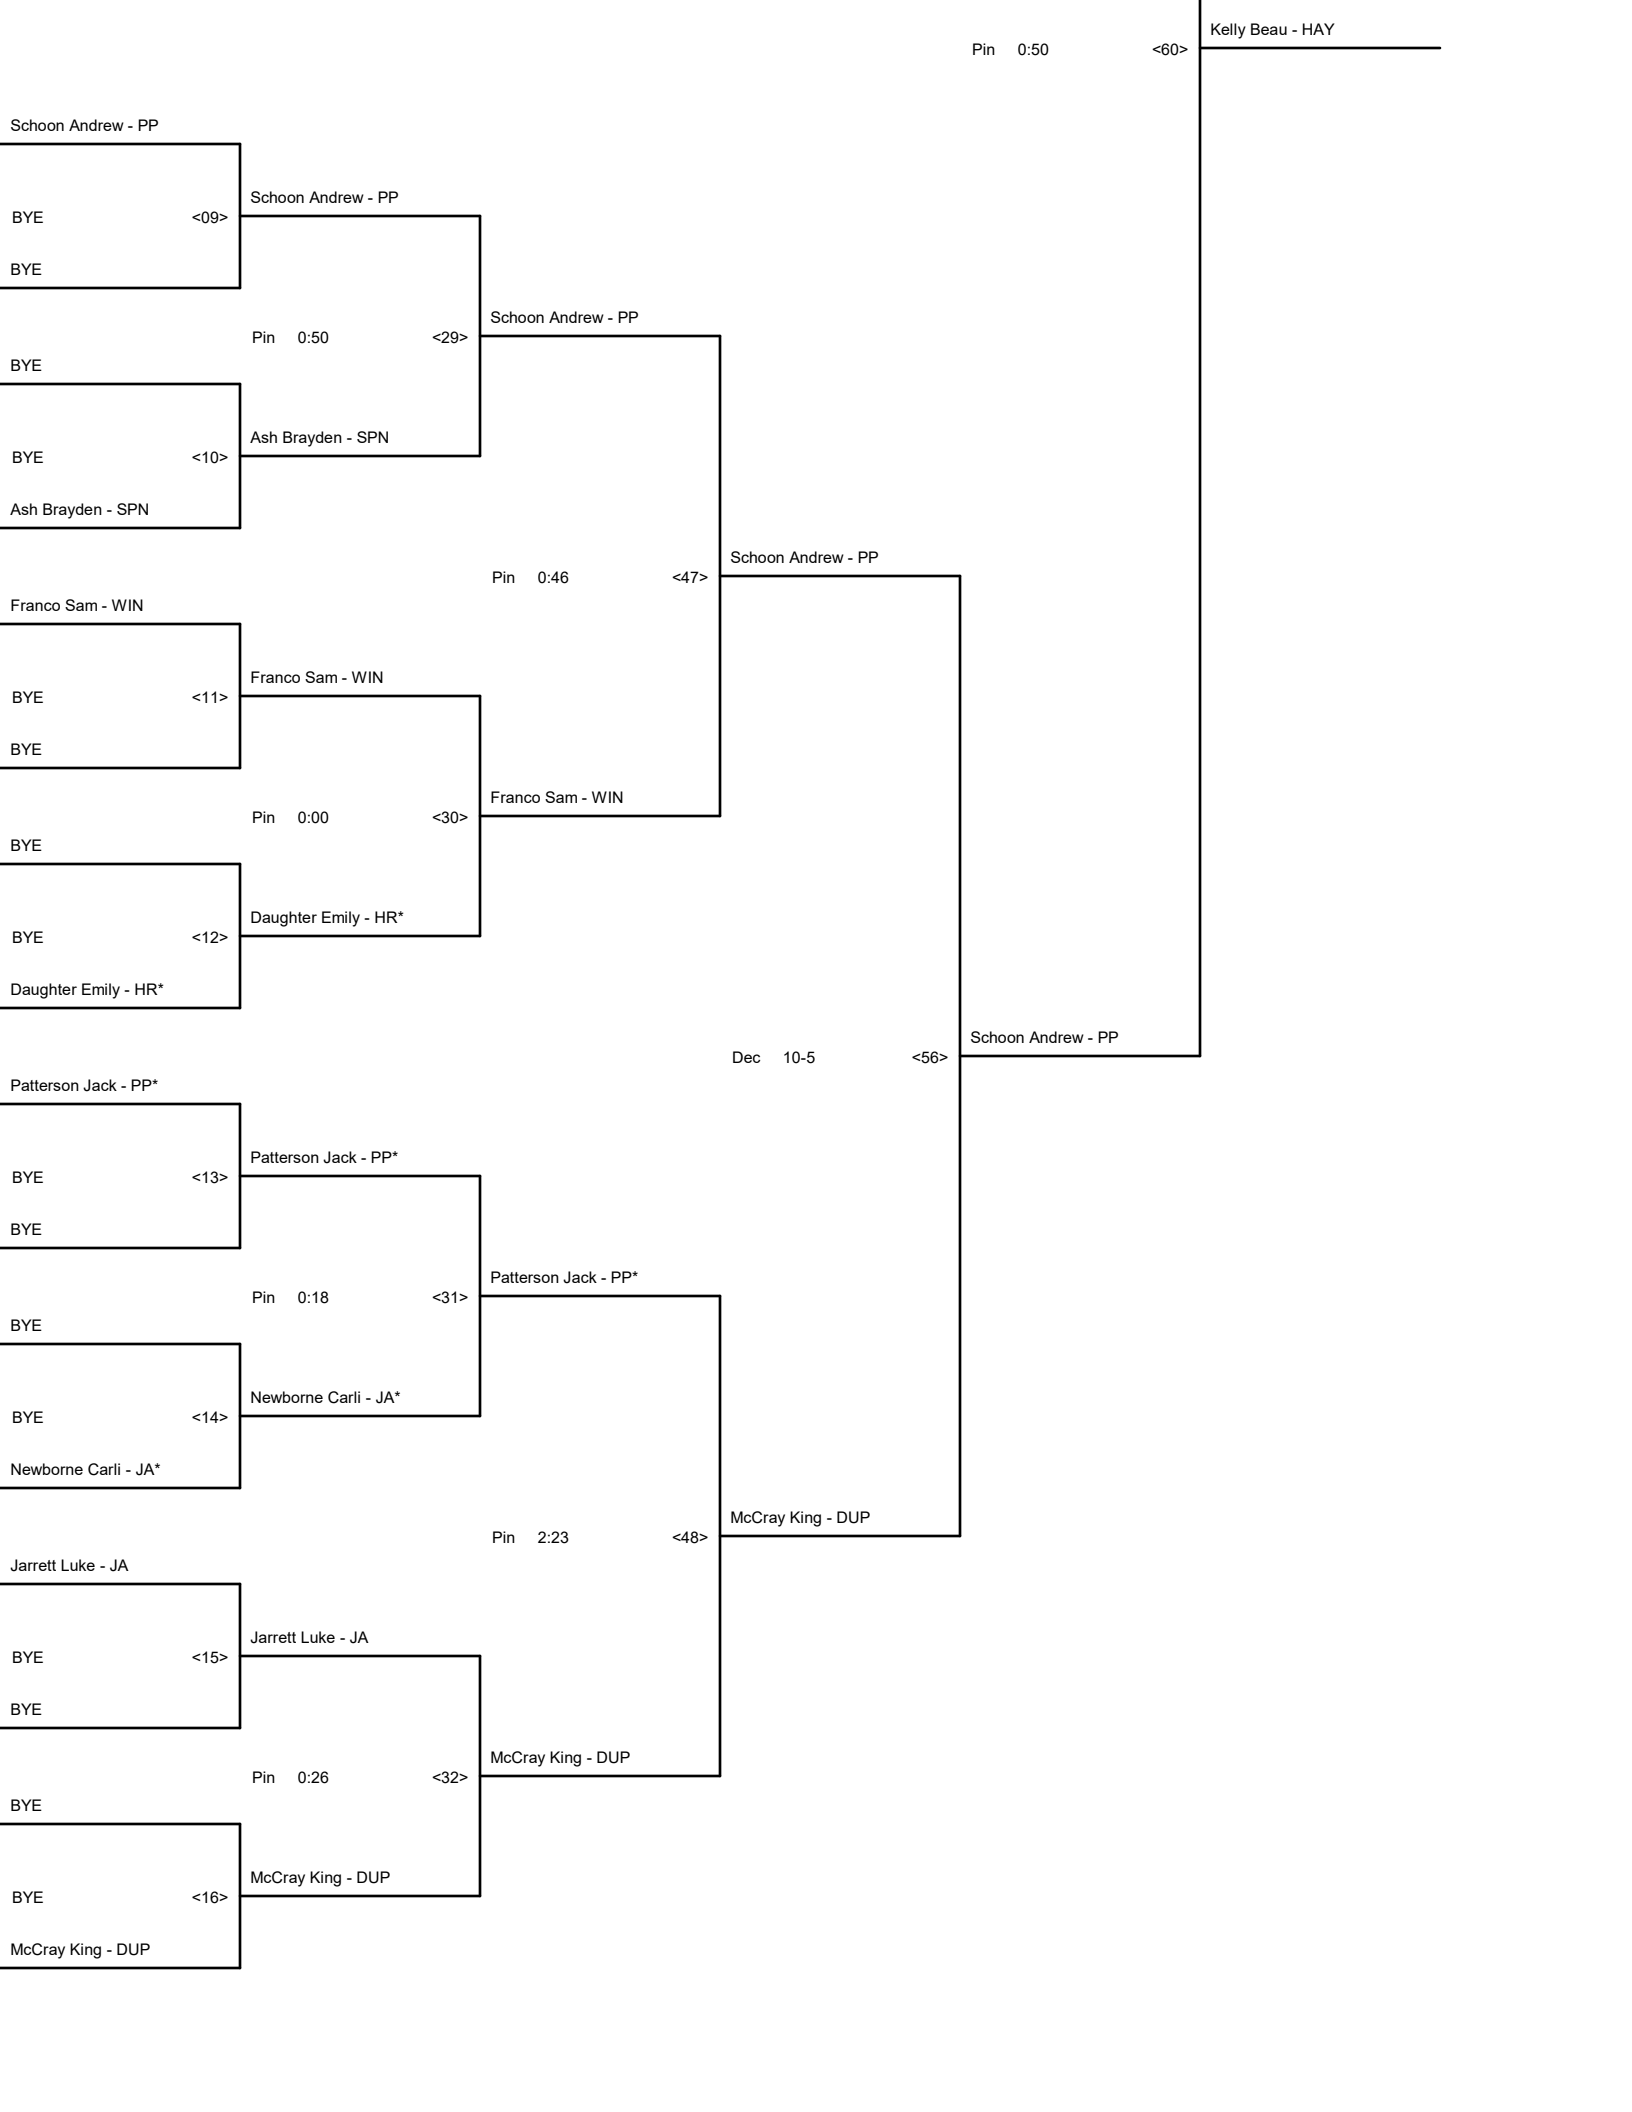 Kelly Beau - HAY
Pin 0:50 <60>
Schoon Andrew - PP
Schoon Andrew - PP
BYE <09>
BYE
Schoon Andrew - PP
Pin 0:50 <29>
BYE
Ash Brayden - SPN
BYE <10>
Ash Brayden - SPN
Schoon Andrew - PP
Pin 0:46 <47>
Franco Sam - WIN
Franco Sam - WIN
BYE <11>
BYE
Franco Sam - WIN
Pin 0:00 <30>
BYE
Daughter Emily - HR*
BYE <12>
Daughter Emily - HR*
Schoon Andrew - PP
Dec 10-5 <56>
Patterson Jack - PP*
Patterson Jack - PP*
BYE <13>
BYE
Patterson Jack - PP*
Pin 0:18 <31>
BYE
Newborne Carli - JA*
BYE <14>
Newborne Carli - JA*
McCray King - DUP
Pin 2:23 <48>
Jarrett Luke - JA
Jarrett Luke - JA
BYE <15>
BYE
McCray King - DUP
Pin 0:26 <32>
BYE
McCray King - DUP
BYE <16>
McCray King - DUP